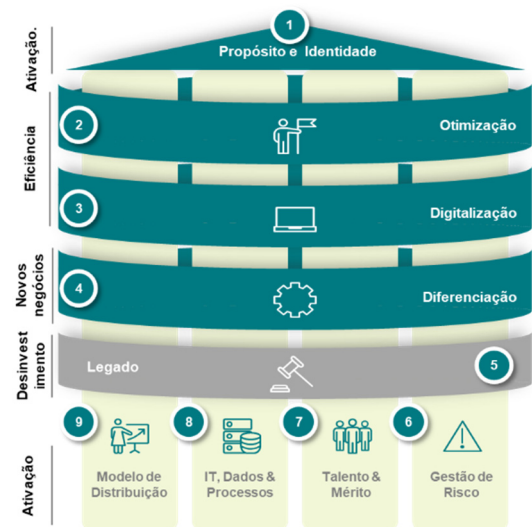 Ativação.
1
Propósito e Identidade
Eficiência
2
Otimização
3
Digitalização
Novos
negócios
4
Diferenciação
Desinvest
imento
Legado
5
Ativação
9
Modelo de
Distribuição
8
IT, Dados &
Processos
7
Talento &
Mérito
6
Gestão de
Risco